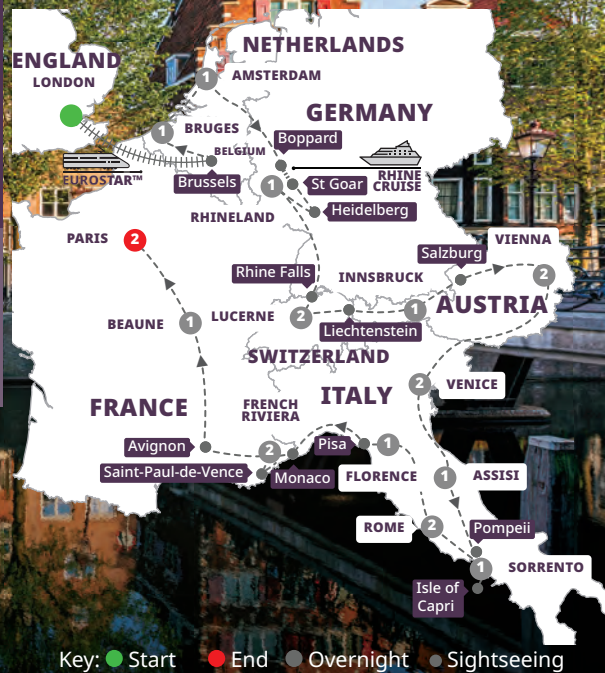 NETHERLANDS
ENGLAND
LONDON
1
AMSTERDAM
GERMANY
1
BRUGES
Boppard
BELGIUM
EUROSTAR™
Brussels
1
St Goar
RHINE
CRUISE
Heidelberg
RHINELAND
PARIS
2
VIENNA
Salzburg
Rhine Falls
INNSBRUCK
2
BEAUNE
1
LUCERNE
2
1
AUSTRIA
Liechtenstein
SWITZERLAND
2
VENICE
ITALY
FRANCE
FRENCH
RIVIERA
Avignon
2
Pisa
1
Saint-Paul-de-Vence
Monaco
FLORENCE
1
ASSISI
ROME
2
Pompeii
1
SORRENTO
Isle of
Capri
Key: Start End Overnight Sightseeing